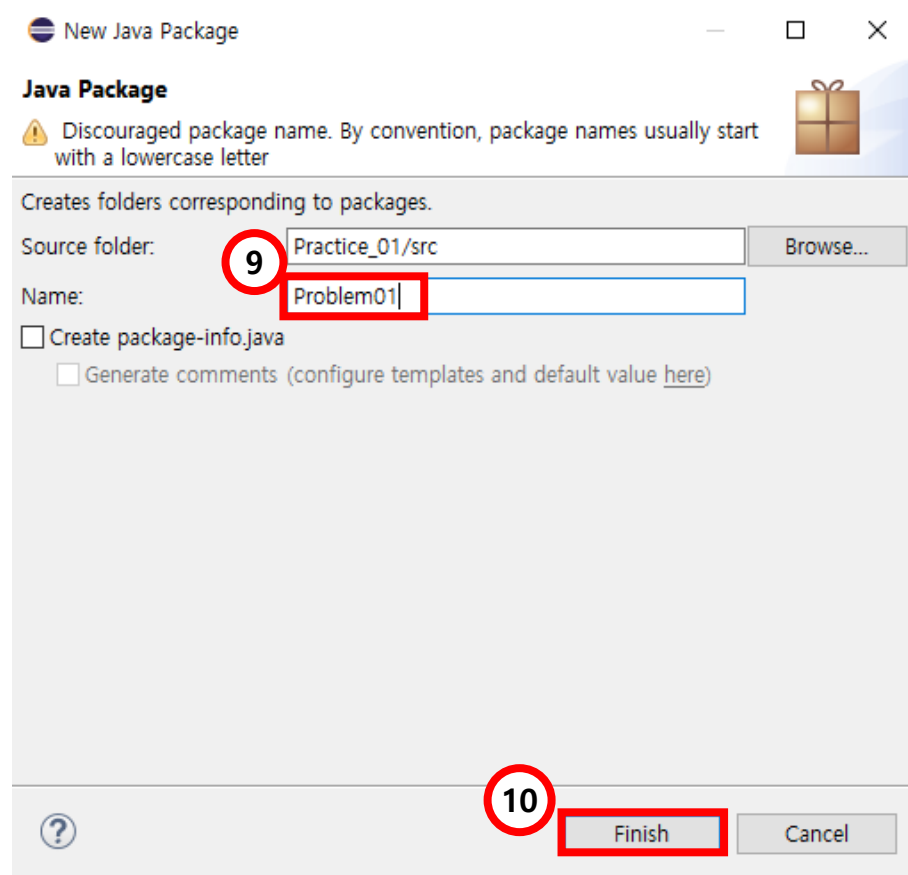 New Java Package
Java Package
Discouraged package name. By convention, package names usually start
with a lowercase letter
Creates folders corresponding to packages.
Source folder:
9
Practice_01/src
Browse...
Name:
Problem01
Create package-info.java
Generate comments (configure templates and default value here)
10
?
Finish
Cancel